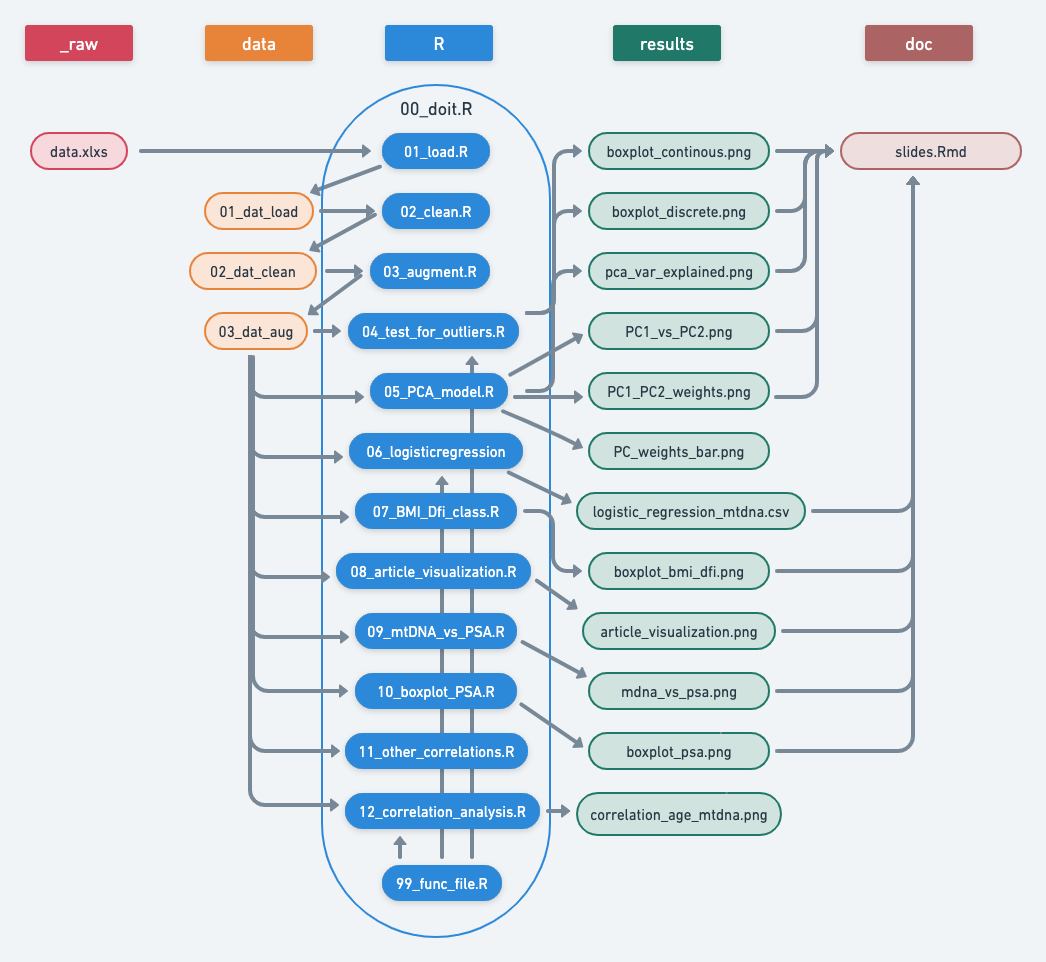 _raw
data
R
results
doc
00_doit.R
data.xlxs
01_load.R
boxplot_continous.png
slides.Rmd
01_dat_load
02_clean.R
boxplot_discrete.png
02_dat_clean
03_augment.R
pca_var_explained.png
03_dat_aug
04_test_for_outliers.R
PC1_vs_PC2.png
05_PCA_model.R
PC1_PC2_weights.png
06_logisticregression
PC_weights_bar.png
07_BMI_Dfi_class.R
logistic_regression_mtdna.csv
08_article_visualization.R
boxplot_bmi_dfi.png
09_mtDNA_vs_PSA.R
article_visualization.png
10_boxplot_PSA.R
mdna_vs_psa.png
11_other_correlations.R
boxplot_psa.png
12_correlation_analysis.R
correlation_age_mtdna.png
99_func_file.R